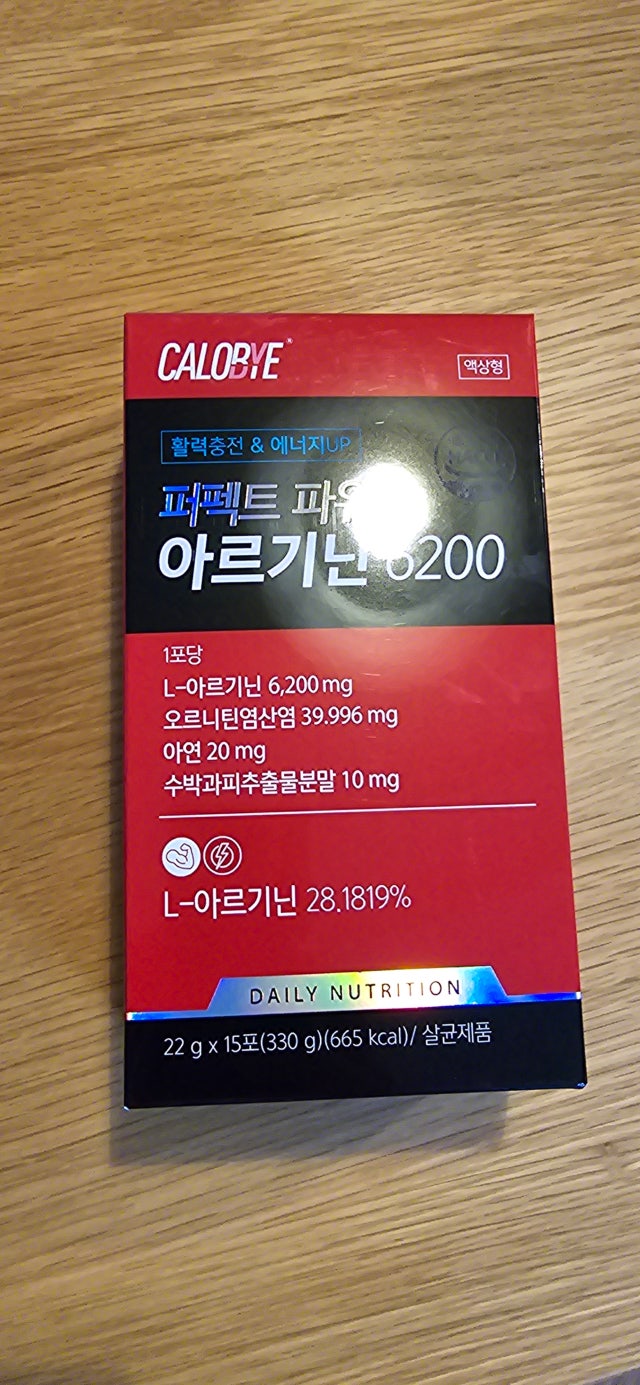 CALOBYE®
액상형
활력충전 & 에너지UP
퍼펙트
아르기닌 6200
1포당
L-아르기닌 6,200 mg
오르니틴염산염 39.996 mg
아연 20 mg
수박과피추출물분말 10 mg
L-아르기닌 28.1819%
DAILY NUTRITION
22 g x 15포(330 g)(665 kcal)/ 살균제품